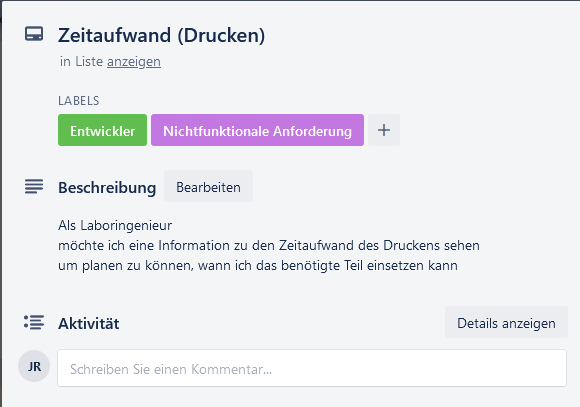 Zeitaufwand (Drucken)
in Liste anzeigen
LABELS
Entwickler Nichtfunktionale Anforderung +
Beschreibung Bearbeiten
Als Laboringenieur
möchte ich eine Information zu den Zeitaufwand des Druckens sehen
um planen zu können, wann ich das benötigte Teil einsetzen kann
Aktivität Details anzeigen
JR Schreiben Sie einen Kommentar...